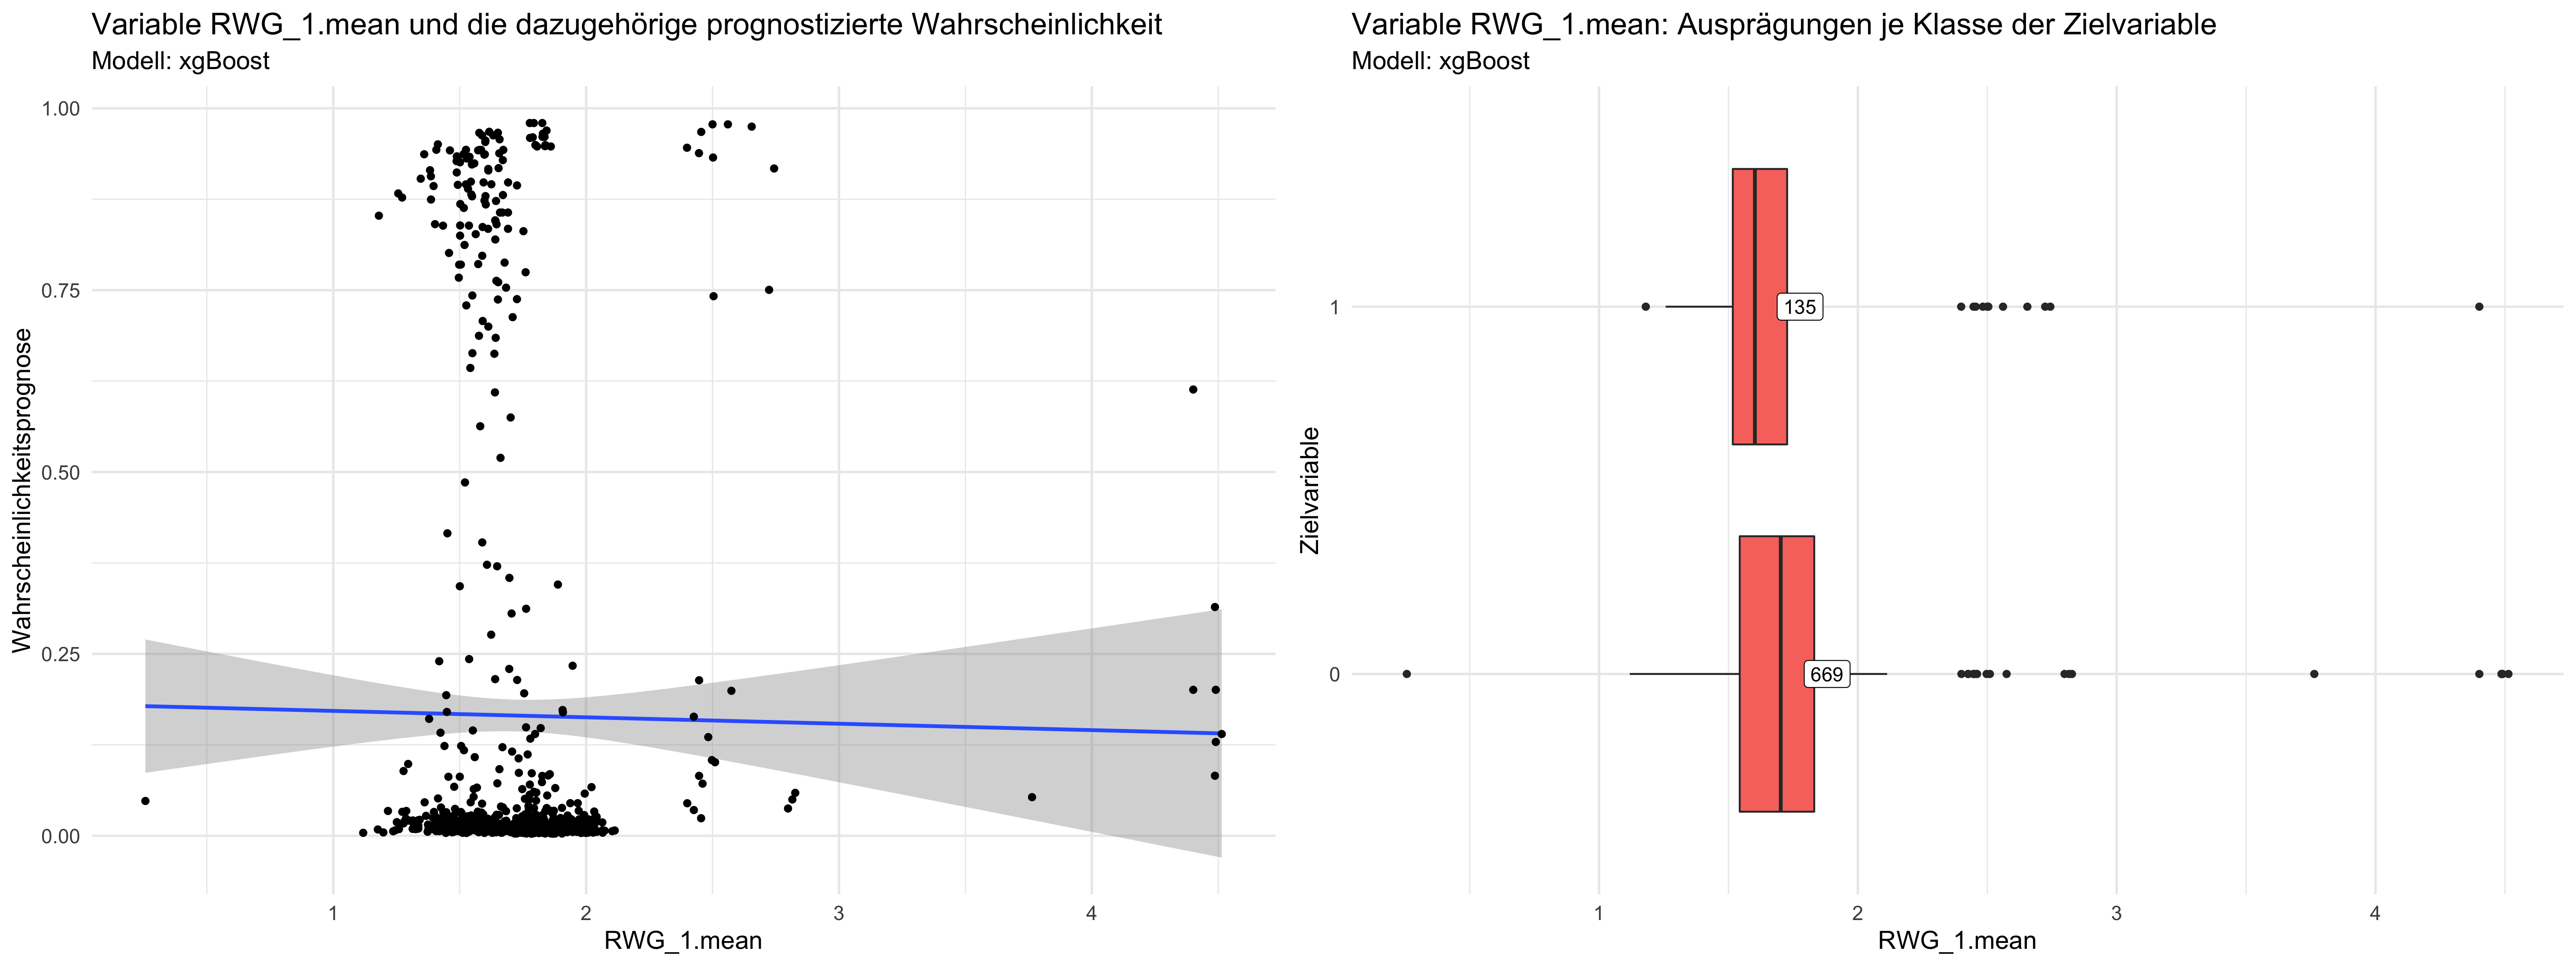 Variable RWG_1.mean und die dazugehörige prognostizierte Wahrscheinlichkeit
Modell: xgBoost
Wahrscheinlichkeitsprognose
1.00
0.75
0.50
0.25
0.00
1
2
3
4
RWG_1.mean
Variable RWG_1.mean: Ausprägungen je Klasse der Zielvariable
Modell: xgBoost
Zielvariable
1
135
0
669
1
2
3
4
RWG_1.mean